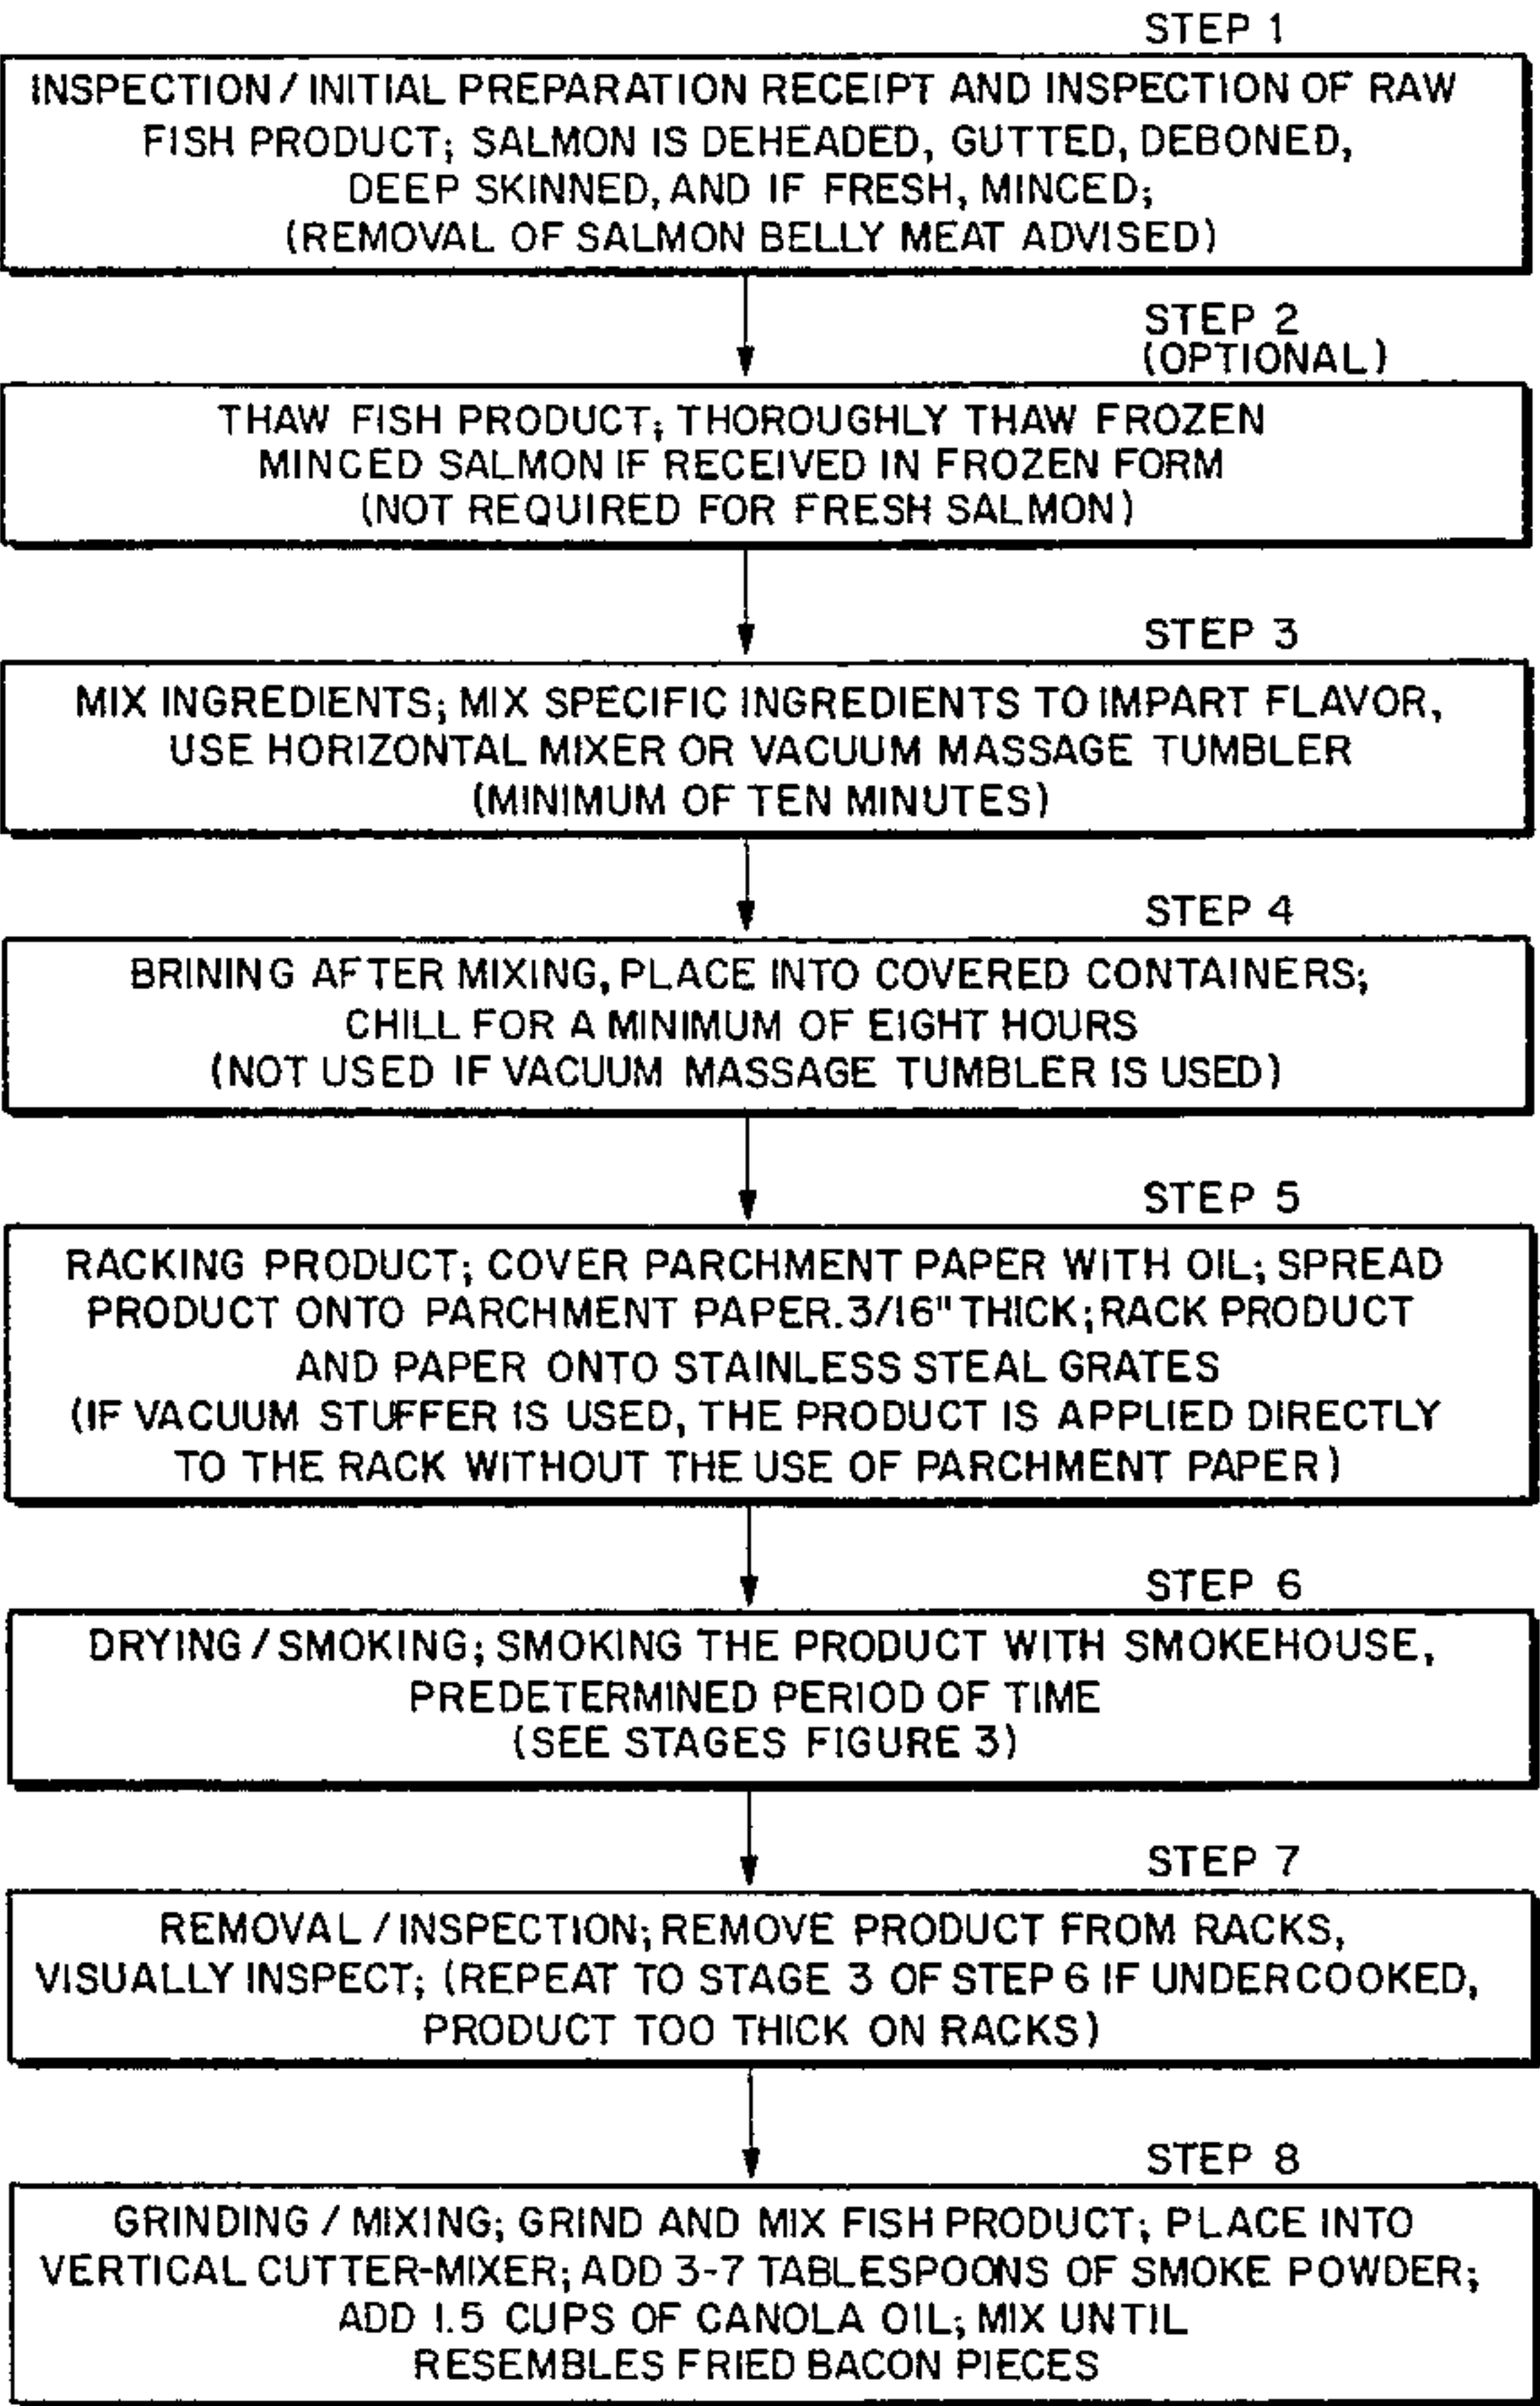 STEP 1
INSPECTION / INITIAL PREPARATION RECEIPT AND INSPECTION OF RAW
FISH PRODUCT; SALMON IS DEHEADED, GUTTED, DEBONED,
DEEP SKINNED, AND IF FRESH, MINCED;
(REMOVAL OF SALMON BELLY MEAT ADVISED)
STEP 2
(OPTIONAL)
THAW FISH PRODUCT; THOROUGHLY THAW FROZEN
MINCED SALMON IF RECEIVED IN FROZEN FORM
(NOT REQUIRED FOR FRESH SALMON)
STEP 3
MIX INGREDIENTS; MIX SPECIFIC INGREDIENTS TO IMPART FLAVOR,
USE HORIZONTAL MIXER OR VACUUM MASSAGE TUMBLER
(MINIMUM OF TEN MINUTES)
STEP 4
BRINING AFTER MIXING, PLACE INTO COVERED CONTAINERS;
CHILL FOR A MINIMUM OF EIGHT HOURS
(NOT USED IF VACUUM MASSAGE TUMBLER IS USED)
STEP 5
RACKING PRODUCT; COVER PARCHMENT PAPER WITH OIL; SPREAD
PRODUCT ONTO PARCHMENT PAPER. 3/16" THICK; RACK PRODUCT
AND PAPER ONTO STAINLESS STEAL GRATES
(IF VACUUM STUFFER IS USED, THE PRODUCT IS APPLIED DIRECTLY
TO THE RACK WITHOUT THE USE OF PARCHMENT PAPER)
STEP 6
DRYING / SMOKING; SMOKING THE PRODUCT WITH SMOKEHOUSE,
PREDETERMINED PERIOD OF TIME
(SEE STAGES FIGURE 3)
STEP 7
REMOVAL / INSPECTION; REMOVE PRODUCT FROM RACKS,
VISUALLY INSPECT; (REPEAT TO STAGE 3 OF STEP 6 IF UNDERCOOKED,
PRODUCT TOO THICK ON RACKS)
STEP 8
GRINDING / MIXING; GRIND AND MIX FISH PRODUCT; PLACE INTO
VERTICAL CUTTER-MIXER; ADD 3-7 TABLESPOONS OF SMOKE POWDER;
ADD 1.5 CUPS OF CANOLA OIL; MIX UNTIL
RESEMBLES FRIED BACON PIECES